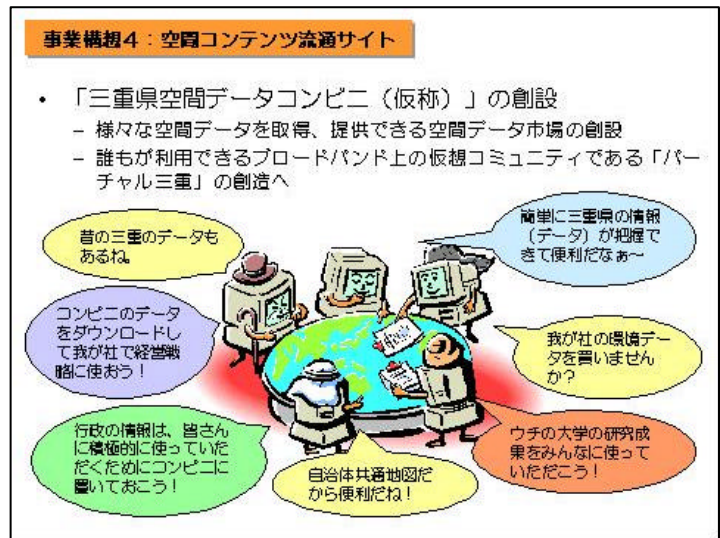 事業構想４：空間コンテンツ流通サイト
• 「三重県空間データコンビニ（仮称）」の創設
– 様々な空間データを取得、提供できる空間データ市場の創設
– 誰もが利用できるブロードバンド上の仮想コミュニティである「バー
チャル三重」の創造へ
昔の三重のデータも
あるね。
簡単に三重県の情報
（データ）が把握で
きて便利だなぁ～
コンビニのデータ
をダウンロードし
て我が社で経営戦
略に使おう！
我が社の環境デー
タを買いません
か？
行政の情報は、皆さん
に積極的に使っていた
だくためにコンビニに
置いておこう！
自治体共通地図だ
から便利だね！
ウチの大学の研究成
果をみんなに使って
いただこう！